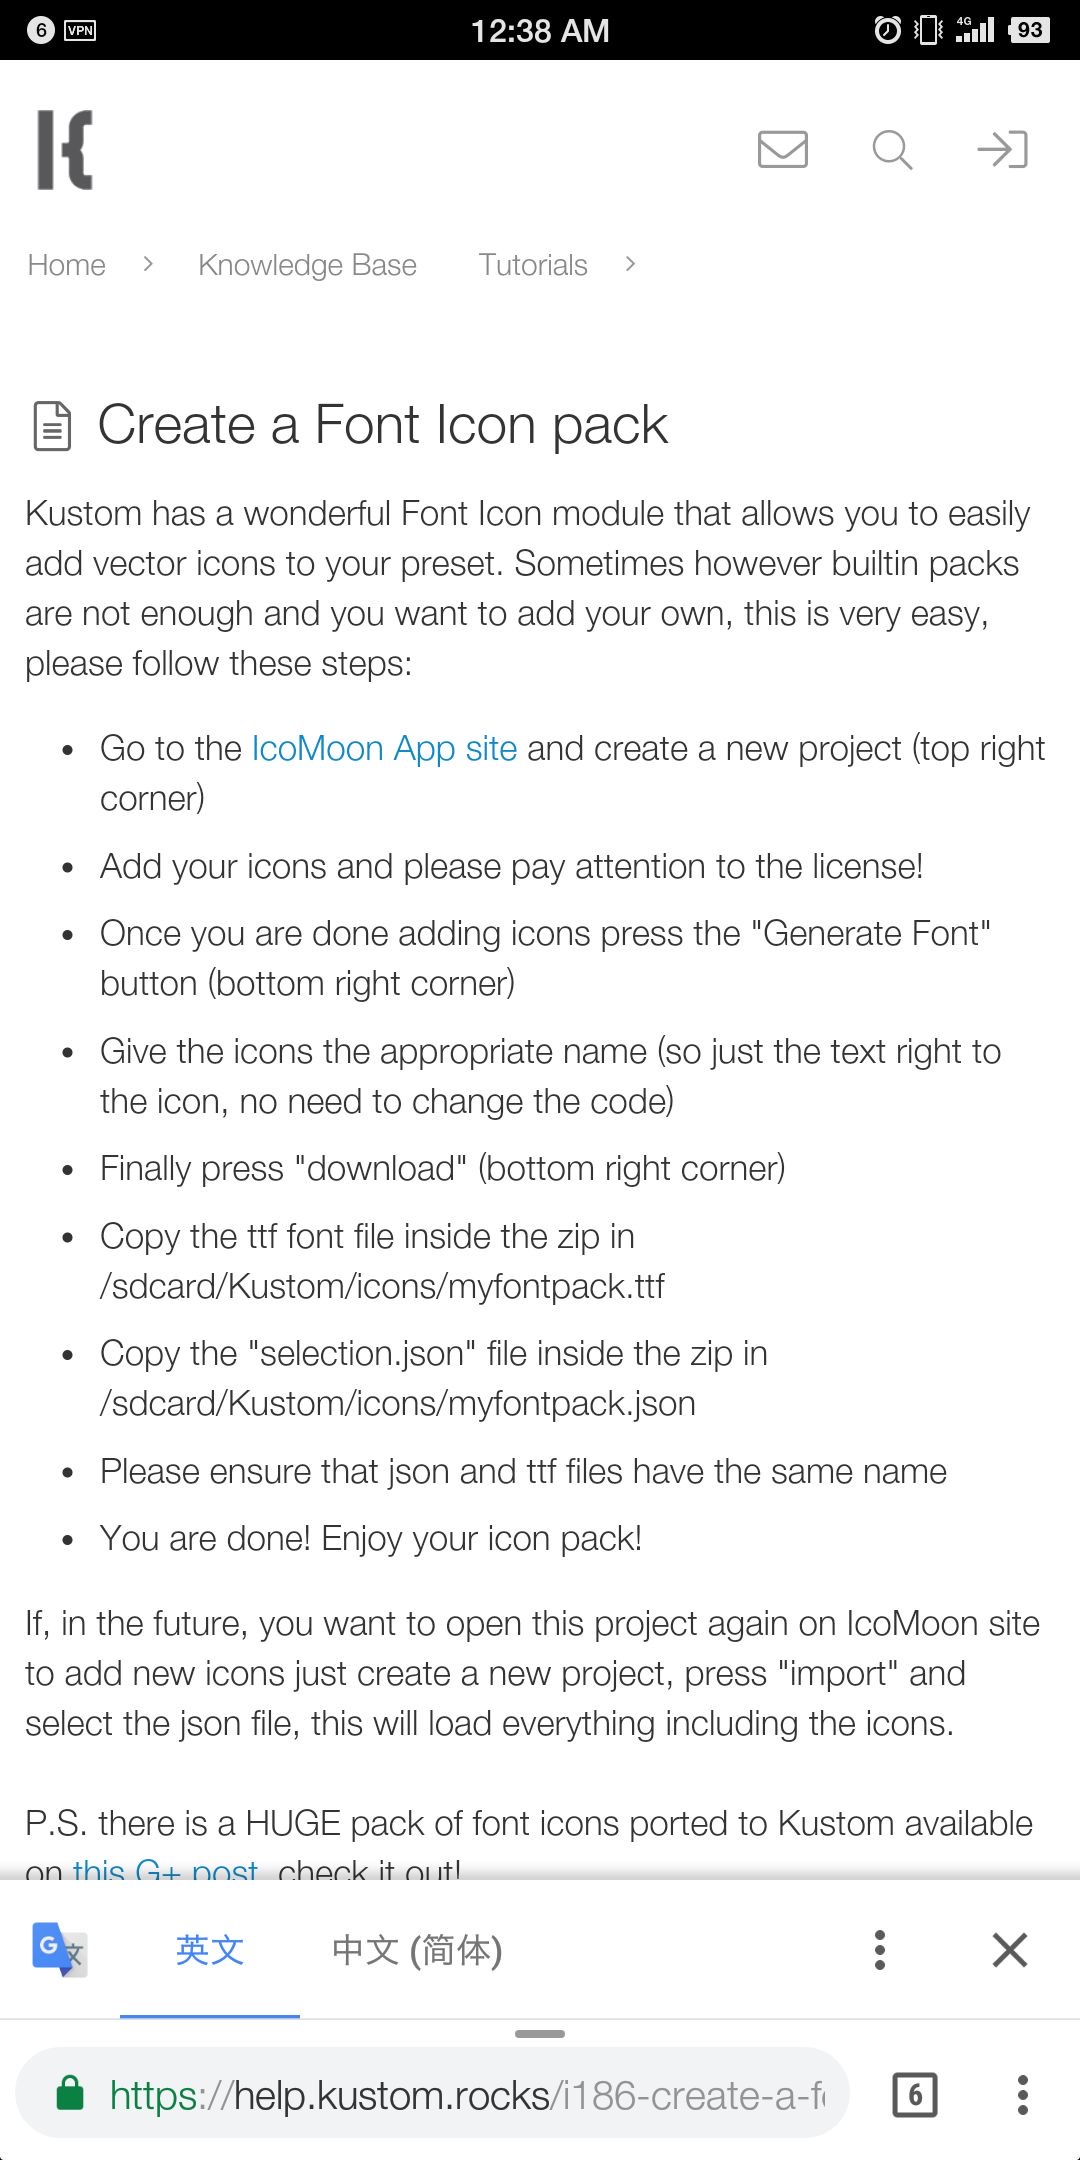 6 VPN 12:38 AM 4G 93
Home > Knowledge Base Tutorials >
Create a Font Icon pack
Kustom has a wonderful Font Icon module that allows you to easily
add vector icons to your preset. Sometimes however builtin packs
are not enough and you want to add your own, this is very easy,
please follow these steps:
• Go to the IcoMoon App site and create a new project (top right
corner)
• Add your icons and please pay attention to the license!
• Once you are done adding icons press the "Generate Font"
button (bottom right corner)
• Give the icons the appropriate name (so just the text right to
the icon, no need to change the code)
• Finally press "download" (bottom right corner)
• Copy the ttf font file inside the zip in
/sdcard/Kustom/icons/myfontpack.ttf
• Copy the "selection.json" file inside the zip in
/sdcard/Kustom/icons/myfontpack.json
• Please ensure that json and ttf files have the same name
• You are done! Enjoy your icon pack!
If, in the future, you want to open this project again on IcoMoon site
to add new icons just create a new project, press "import" and
select the json file, this will load everything including the icons.
P.S. there is a HUGE pack of font icons ported to Kustom available
on this G+ post, check it out!
G 文 英文 中文 (简体)
https://help.kustom.rocks/i186-create-a-f 6